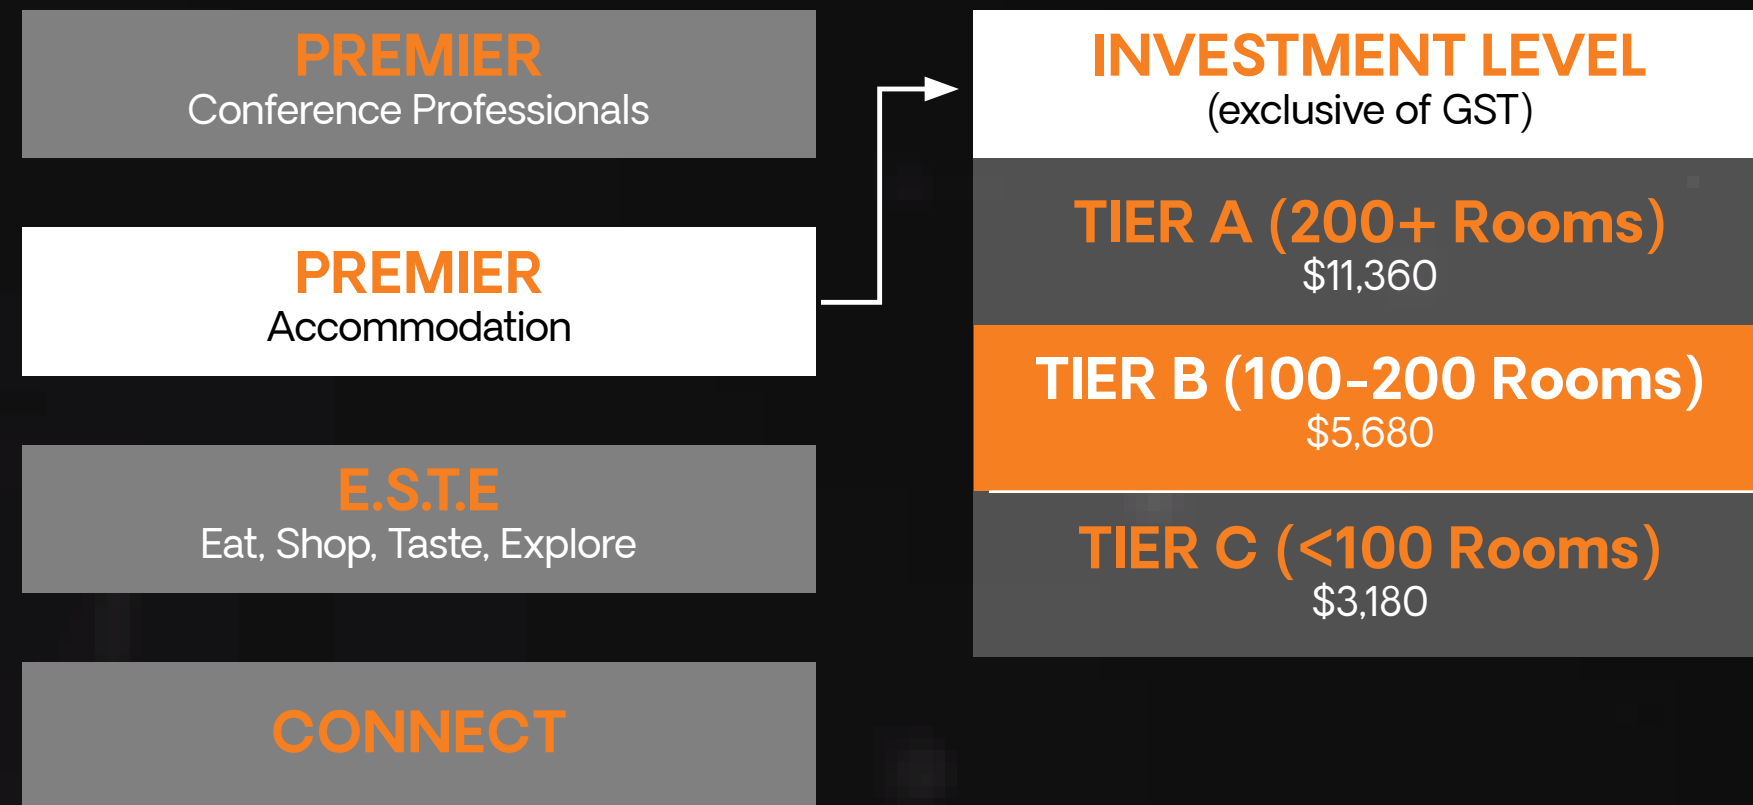 PREMIER
Conference Professionals
PREMIER
Accommodation
E.S.T.E
Eat, Shop, Taste, Explore
CONNECT
INVESTMENT LEVEL
(exclusive of GST)
TIER A (200+ Rooms)
$11,360
TIER B (100-200 Rooms)
$5,680
TIER C (<100 Rooms)
$3,180